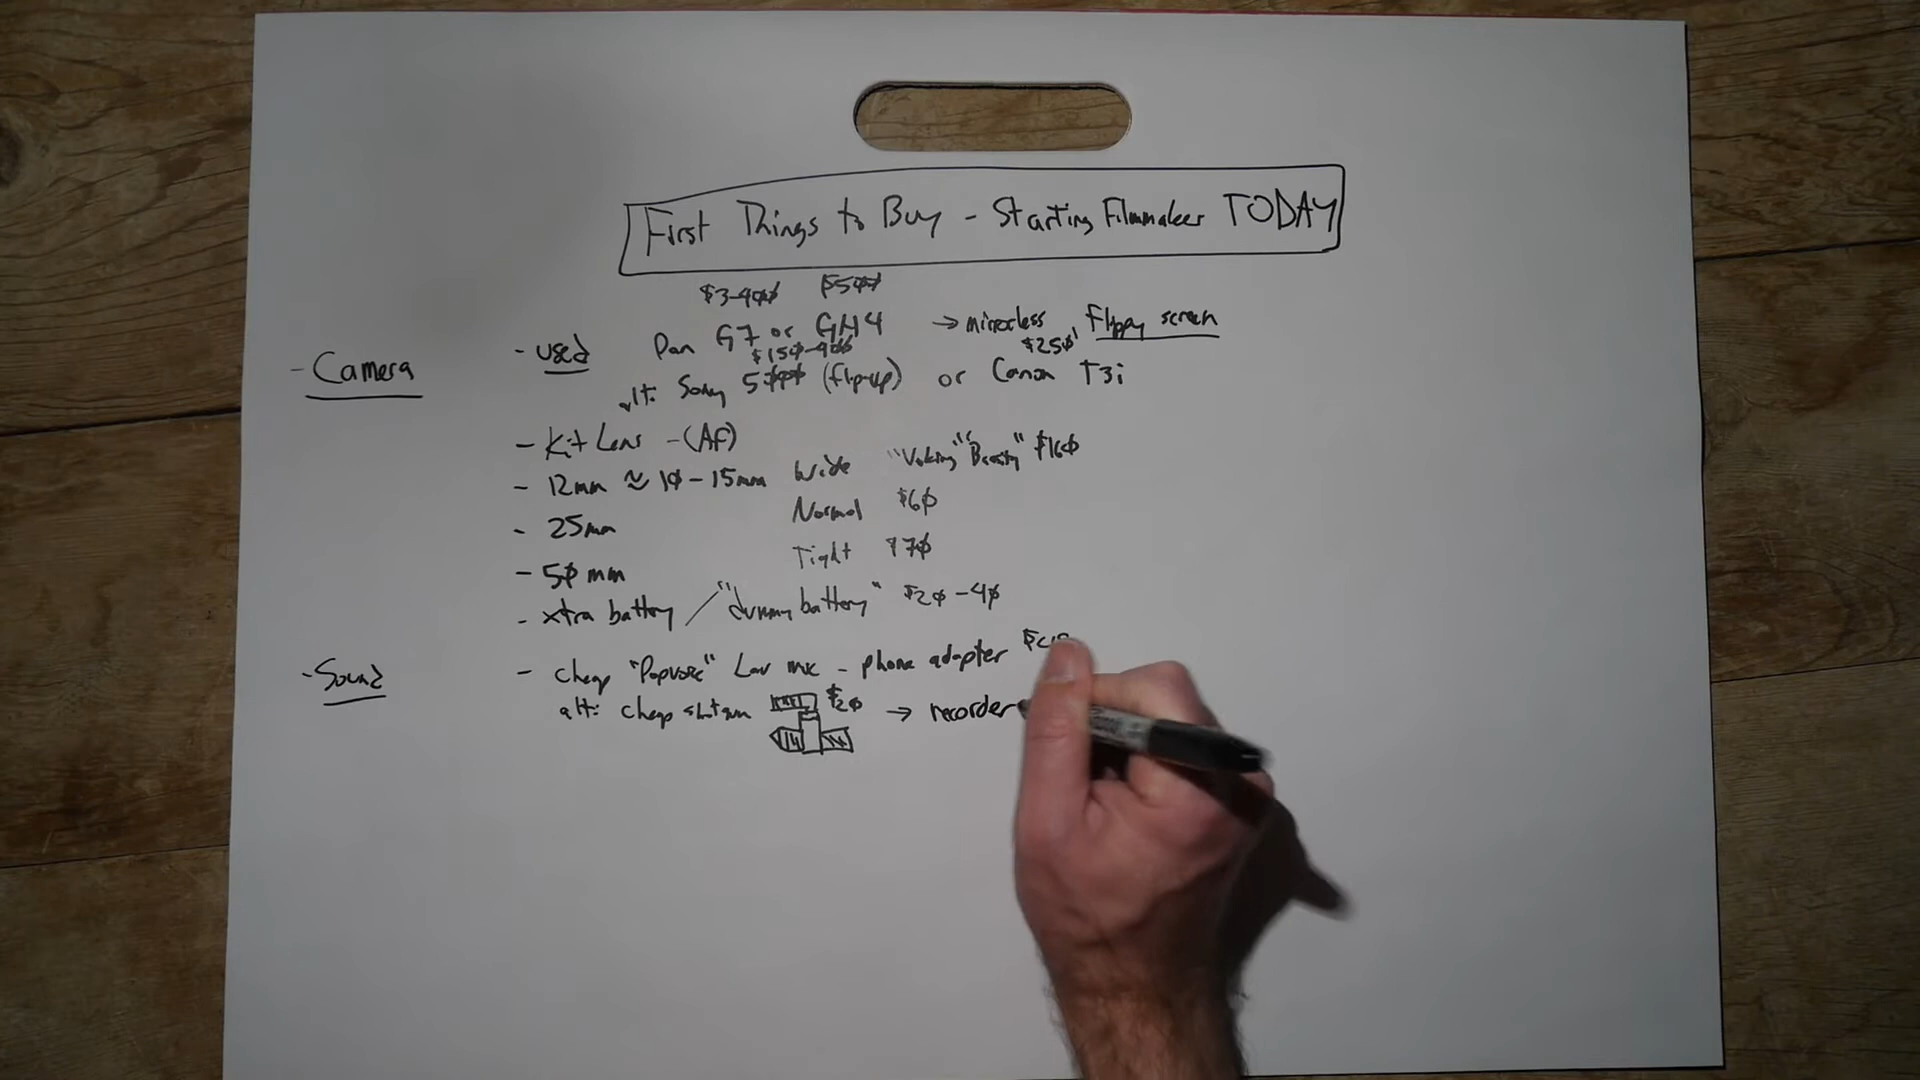 First Things to Buy - Starting Filmmaker TODAY
$3-400 $500
- Camera - Used Pan G7 or GH4 → mirrorless flippy screen
$150-400 $250
alt: Sony 5000 (flip-up) or Canon T3i
- Kit Lens - (AF)
- 12mm ≈ 10-15mm Wide $160
- 25mm Normal $60
- 50mm Tight $70
- xtra battery / "dummy battery" $20-40
- Sound - cheap "Popvoice" Lav mic - phone adapter
alt: cheap shotgun $20 → recorder